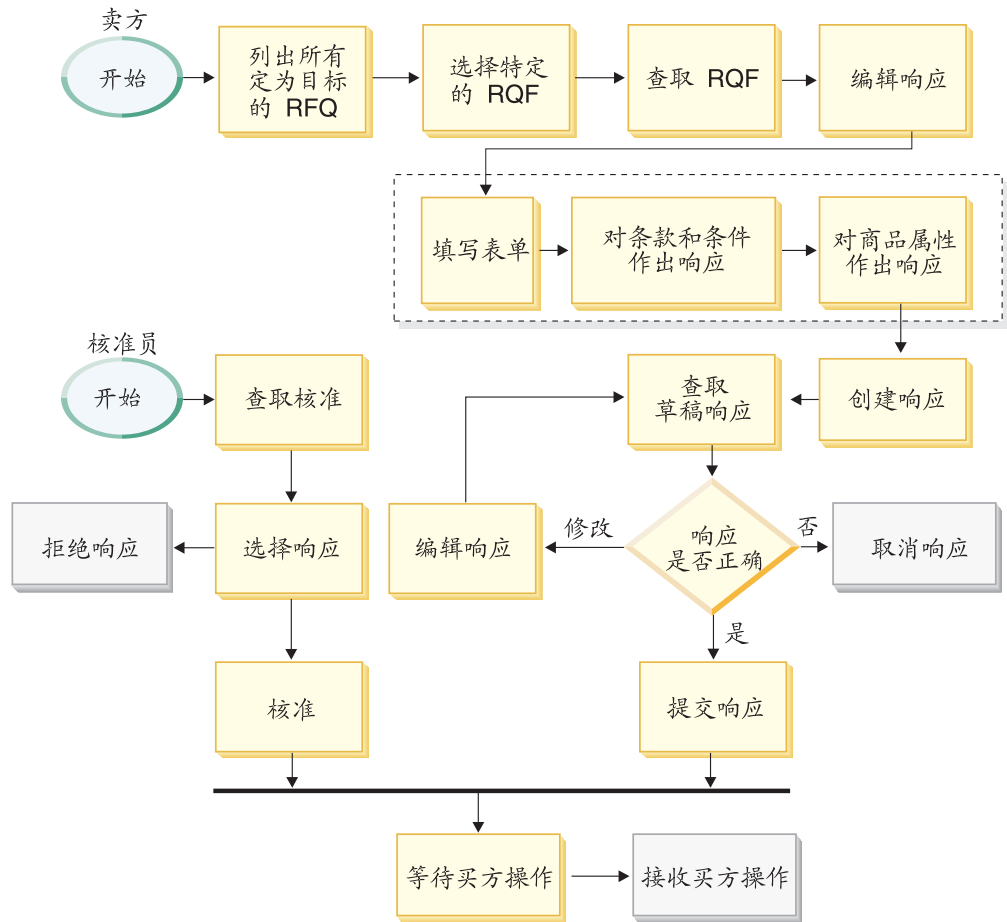 卖方
开始
列出所有
定为目标
的 RFQ
选择特定
的 RQF
查取 RQF
编辑响应
填写表单
对条款和条件
作出响应
对商品属性
作出响应
核准员
开始
查取核准
查取
草稿响应
创建响应
拒绝响应
选择响应
编辑响应
修改
响应
是否正确
否
取消响应
是
核准
提交响应
等待买方操作
接收买方操作